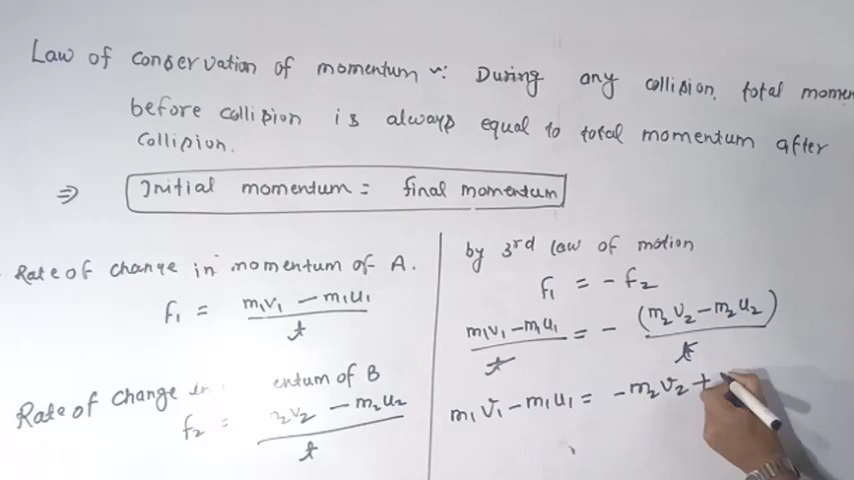 Law of conservation of momentum ~: During any collision, total momen
before collision is always equal to total momentum after
collision.
⇒ Initial momentum = final momentum
Rate of change in momentum of A.
f₁ = (m₁v₁ − m₁u₁) / t
Rate of change in entum of B
f₂ = ₂v₂ − m₂u₂ / t
by 3rd law of motion
f₁ = − f₂
(m₁v₁ − m₁u₁) / t = − (m₂v₂ − m₂u₂) / t
m₁v₁ − m₁u₁ = −m₂v₂ +